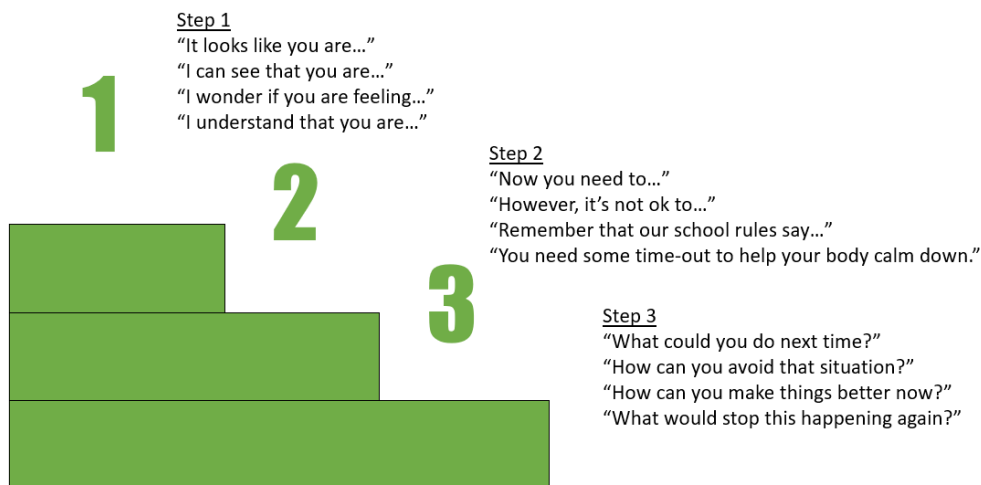 1
Step 1
“It looks like you are...”
“I can see that you are...”
“I wonder if you are feeling...”
“I understand that you are...”
2
Step 2
“Now you need to...”
“However, it’s not ok to...”
“Remember that our school rules say...”
“You need some time-out to help your body calm down.”
3
Step 3
“What could you do next time?”
“How can you avoid that situation?”
“How can you make things better now?”
“What would stop this happening again?”